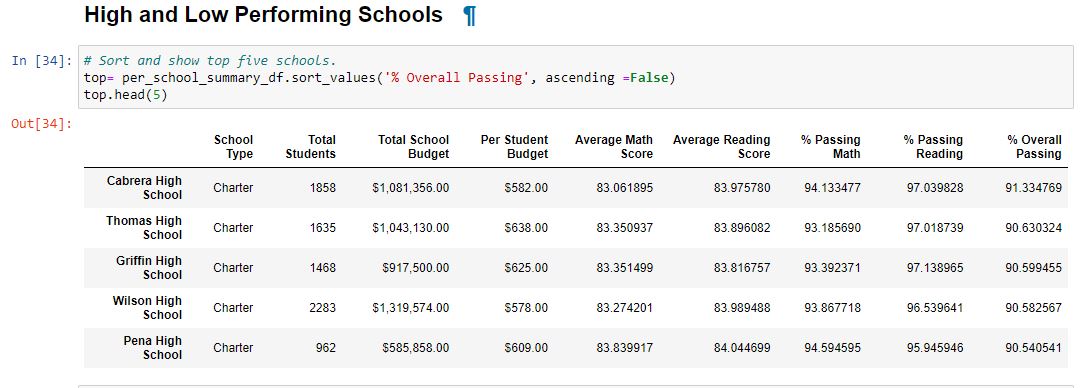 High and Low Performing Schools ¶
In [34]: # Sort and show top five schools.
top= per_school_summary_df.sort_values('% Overall Passing', ascending =False)
top.head(5)
Out[34]:
School Type Total Students Total School Budget Per Student Budget Average Math Score Average Reading Score % Passing Math % Passing Reading % Overall Passing
Cabrera High School Charter 1858 $1,081,356.00 $582.00 83.061895 83.975780 94.133477 97.039828 91.334769
Thomas High School Charter 1635 $1,043,130.00 $638.00 83.350937 83.896082 93.185690 97.018739 90.630324
Griffin High School Charter 1468 $917,500.00 $625.00 83.351499 83.816757 93.392371 97.138965 90.599455
Wilson High School Charter 2283 $1,319,574.00 $578.00 83.274201 83.989488 93.867718 96.539641 90.582567
Pena High School Charter 962 $585,858.00 $609.00 83.839917 84.044699 94.594595 95.945946 90.540541